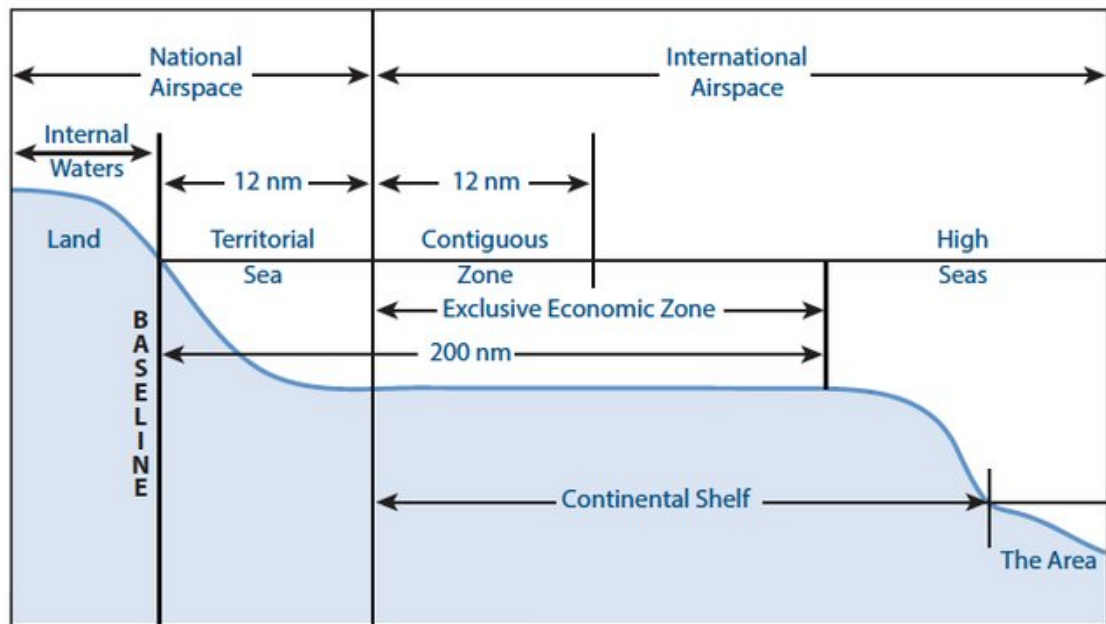 National
Airspace
International
Airspace
Internal
Waters
12 nm
12 nm
Land
Territorial
Sea
Contiguous
Zone
High
Seas
Exclusive Economic Zone
200 nm
BASELINE
Continental Shelf
The Area